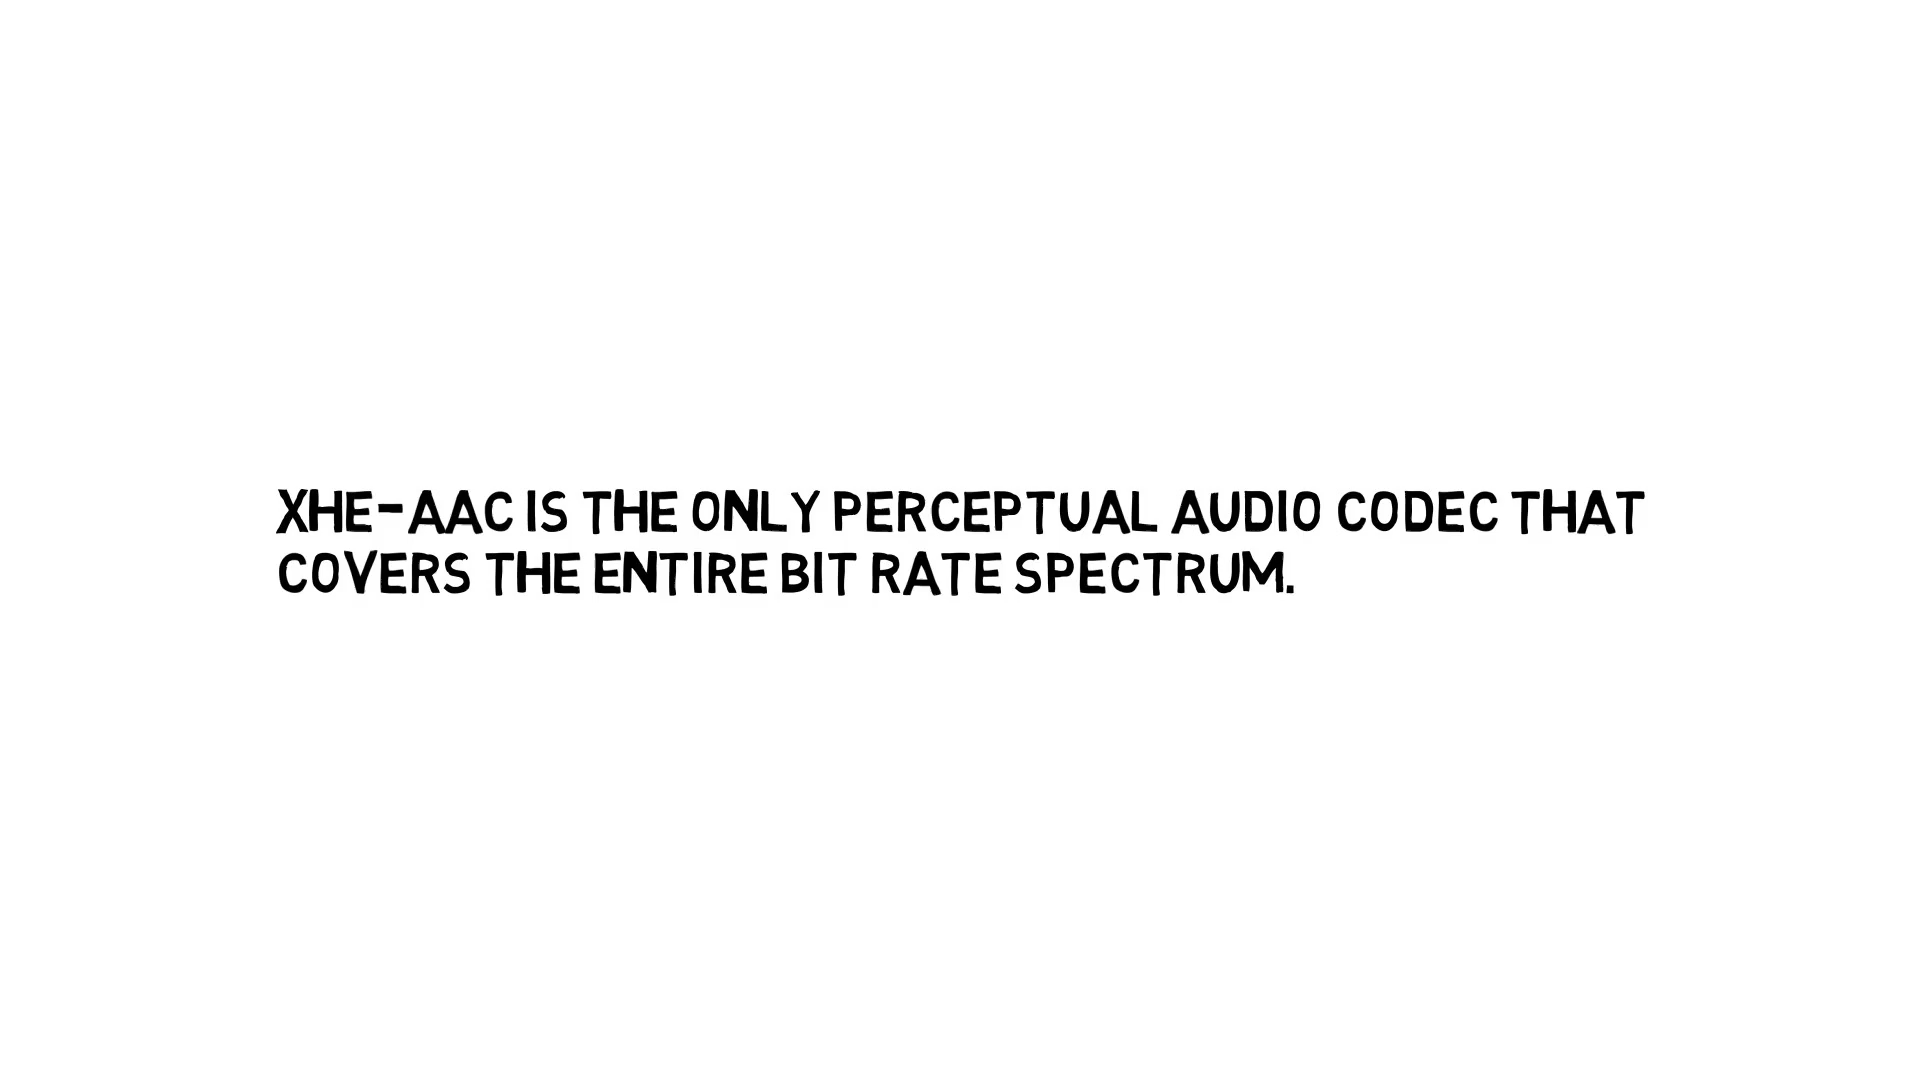 XHE-AAC IS THE ONLY PERCEPTUAL AUDIO CODEC THAT
COVERS THE ENTIRE BIT RATE SPECTRUM.